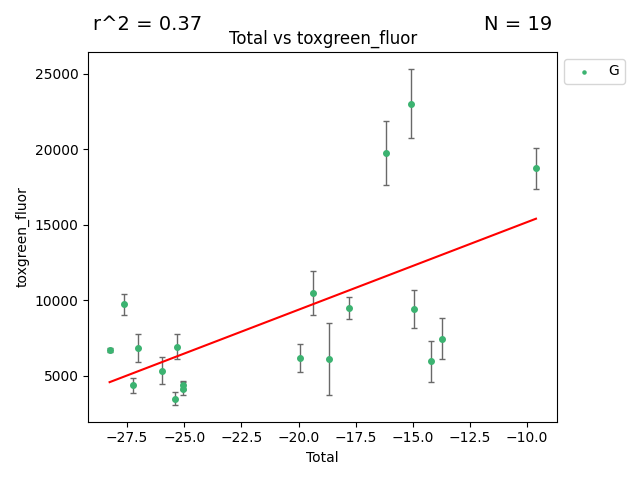 r^2 = 0.37
N = 19
Total vs toxgreen_fluor
G
25000
20000
15000
10000
5000
toxgreen_fluor
−27.5 −25.0 −22.5 −20.0 −17.5 −15.0 −12.5 −10.0
Total